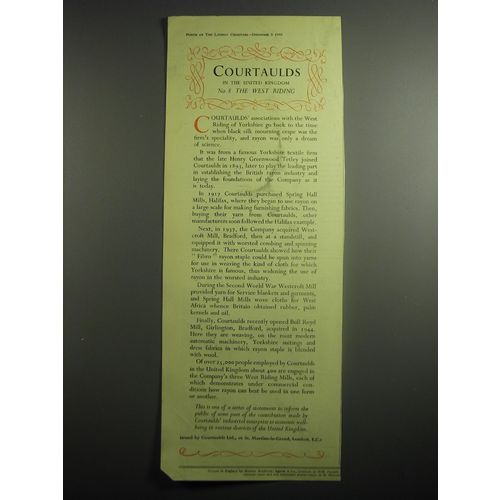 PUNCH OR THE LONDON CHARIVARI—DECEMBER
COURTAULDS
IN THE UNITED KINGDOM
No 8 THE WEST RIDING
COURTAULDS' associations with the West
Riding of Yorkshire go back to the time
when black silk mourning crape was the
firm's speciality, and rayon was only a dream
of science.
It was from a famous Yorkshire textile firm
that the late Henry Greenwood Tetley joined
Courtaulds in 1893, later to play the leading part
in establishing the British rayon industry and
laying the foundations of the Company as it
is today.
In 1917 Courtaulds purchased Spring Hall
Mills, Halifax, where they began to use rayon on
a large scale for making furnishing fabrics. Then,
buying their yarn from Courtaulds, other
manufacturers soon followed the Halifax example.
Next, in 1937, the Company acquired West-
croft Mill, Bradford, then at a standstill, and
equipped it with worsted combing and spinning
machinery. There Courtaulds showed how their
"Fibro" rayon staple could be spun into yarns
for use in weaving the kind of cloth for which
Yorkshire is famous, thus widening the use of
rayon in the worsted industry.
During the Second World War Westcroft Mill
provided yarn for Service blankets and garments,
and Spring Hall Mills wove cloths for West
Africa whence Britain obtained rubber, palm
kernels and oil.
Finally, Courtaulds recently opened Bull Royd
Mill, Girlington, Bradford, acquired in 1944.
Here they are weaving, on the most modern
automatic machinery, Yorkshire suitings and
dress fabrics in which rayon staple is blended
with wool.
Of over 25,000 people employed by Courtaulds
in the United Kingdom about 400 are engaged in
the Company's three West Riding Mills, each of
which demonstrates under commercial con-
ditions how rayon can best be used in one form
or another.
This is one of a series of statements to inform the
public of some part of the contribution made by
Courtaulds' industrial enterprise to economic well-
being in various districts of the United Kingdom.
Issued by Courtaulds Ltd., 16 St. Martins-le-Grand, London, E.C.1